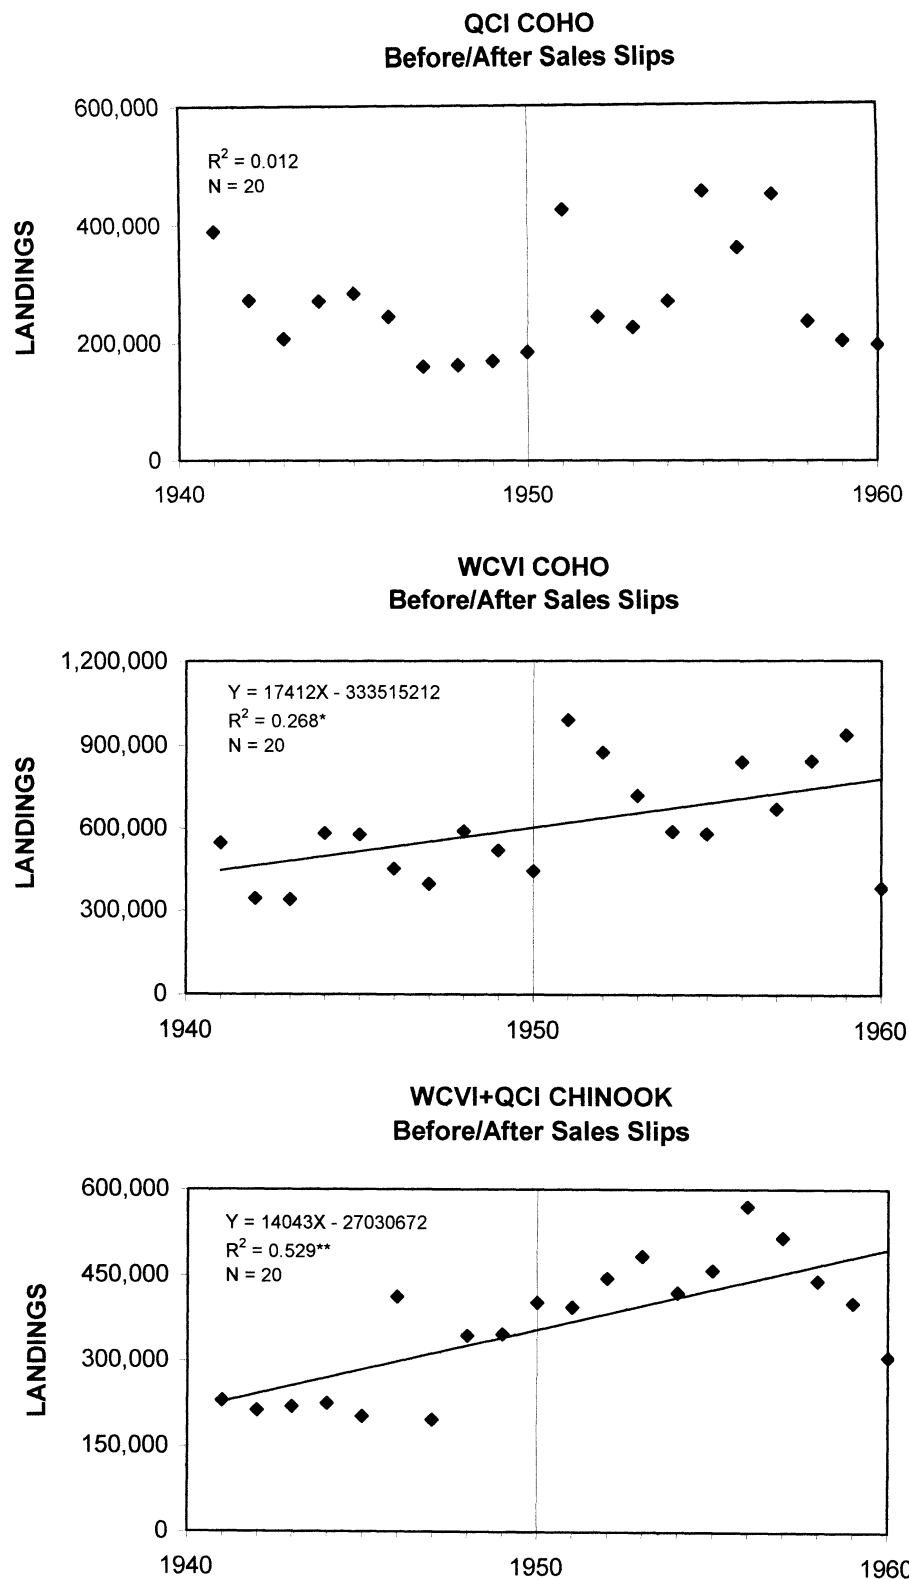 QCI COHO
Before/After Sales Slips
600,000
400,000
200,000
0
LANDINGS
R² = 0.012
N = 20
1940
1950
1960
WCVI COHO
Before/After Sales Slips
1,200,000
900,000
600,000
300,000
0
LANDINGS
Y = 17412X - 333515212
R² = 0.268*
N = 20
1940
1950
1960
WCVI+QCI CHINOOK
Before/After Sales Slips
600,000
450,000
300,000
150,000
0
LANDINGS
Y = 14043X - 27030672
R² = 0.529**
N = 20
1940
1950
1960